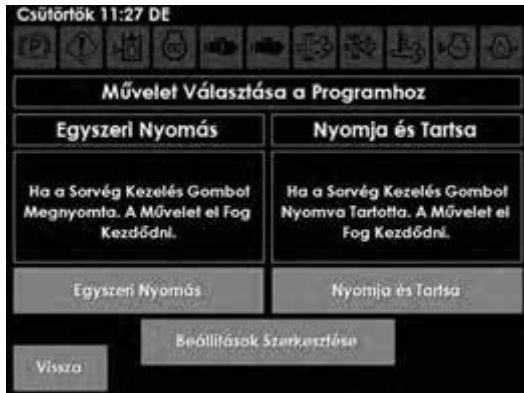 Csütörtök 11:27 DE
Művelet Választása a Programhoz
Egyszeri Nyomás
Nyomja és Tartsa
Ha a Sorvég Kezelés Gombot
Megnyomta. A Művelet el Fog
Kezdődni.
Ha a Sorvég Kezelés Gombot
Nyomva Tartotta. A Művelet el
Fog Kezdődni.
Egyszeri Nyomás
Nyomja és Tartsa
Beállítások Szerkesztése
Vissza